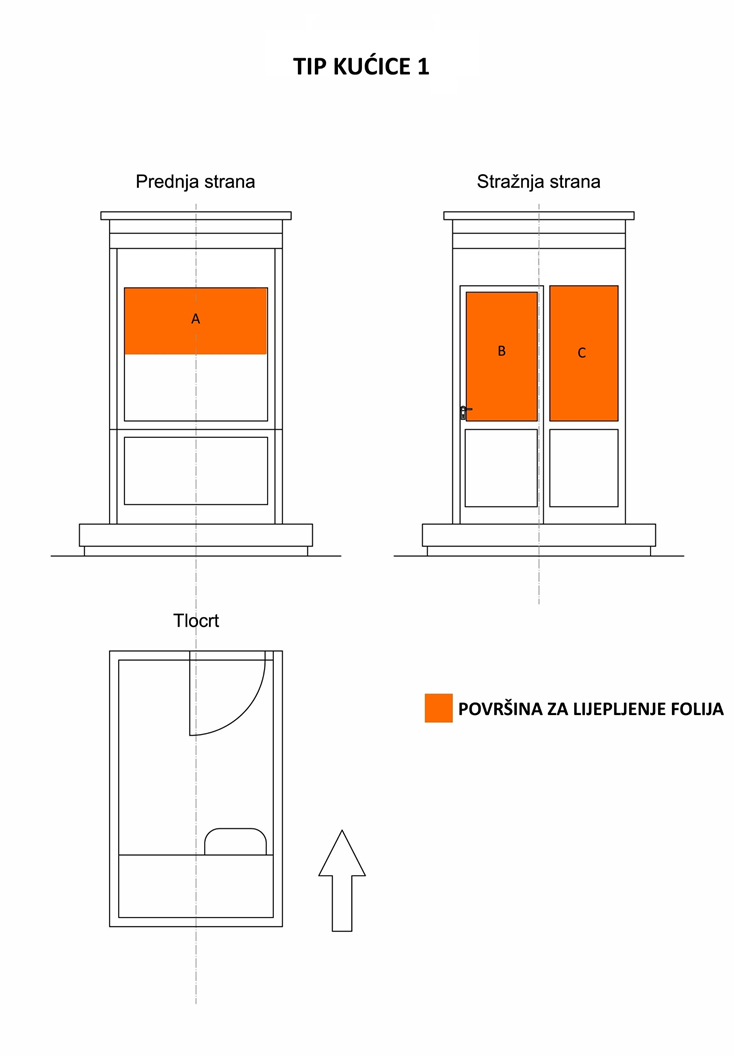 TIP KUĆICE 1
Prednja strana
Stražnja strana
A
B
C
Tlocrt
POVRŠINA ZA LIJEPLJENJE FOLIJA